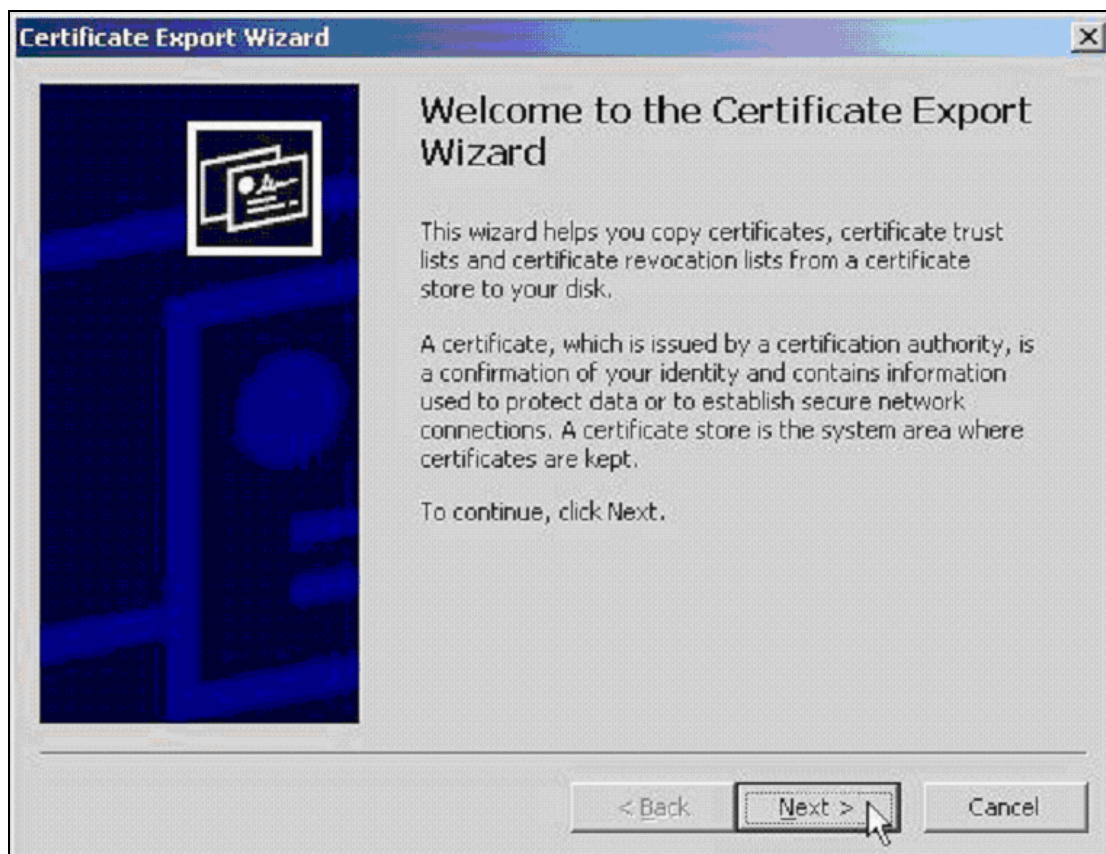 Certificate Export Wizard
Welcome to the Certificate Export
Wizard
This wizard helps you copy certificates, certificate trust
lists and certificate revocation lists from a certificate
store to your disk.
A certificate, which is issued by a certification authority, is
a confirmation of your identity and contains information
used to protect data or to establish secure network
connections. A certificate store is the system area where
certificates are kept.
To continue, click Next.
< Back
Next >
Cancel